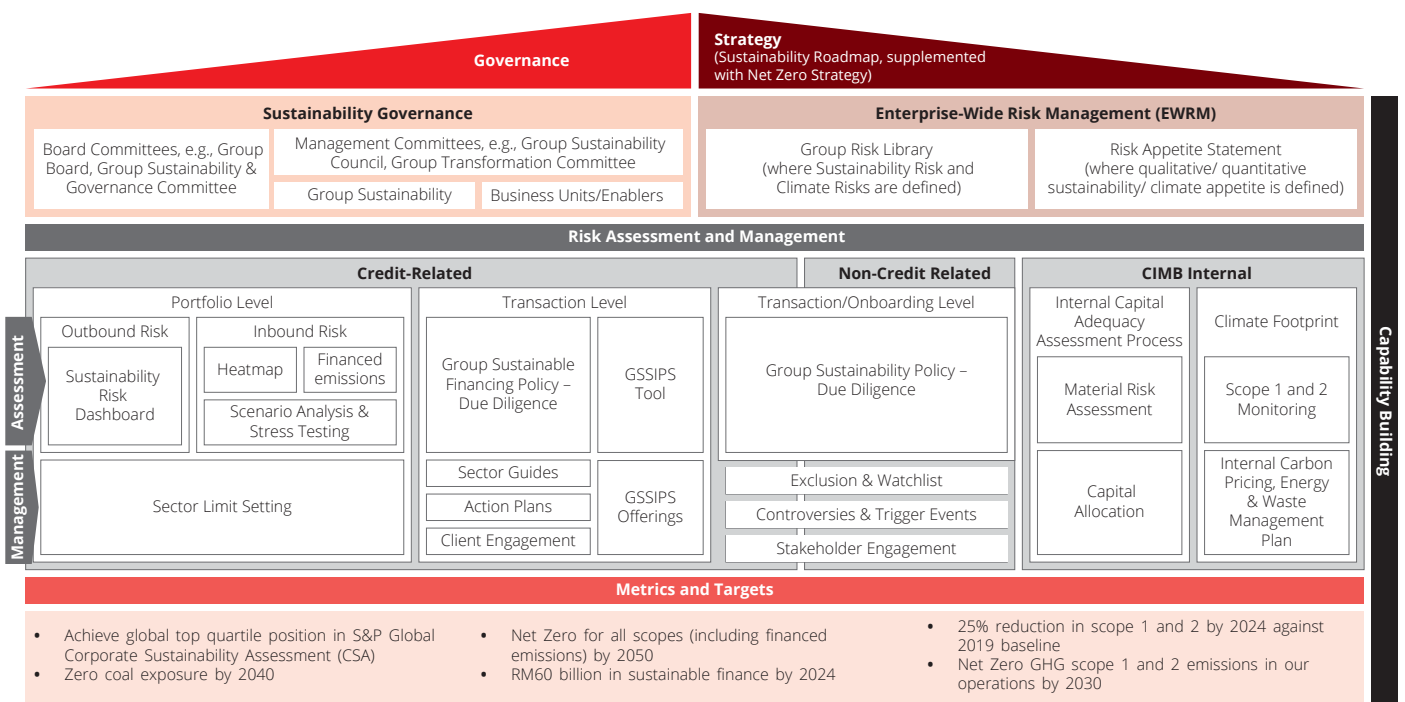 Governance
Strategy
(Sustainability Roadmap, supplemented
with Net Zero Strategy)
Sustainability Governance
Board Committees, e.g., Group
Board, Group Sustainability &
Governance Committee
Management Committees, e.g., Group Sustainability
Council, Group Transformation Committee
Group Sustainability
Business Units/Enablers
Enterprise-Wide Risk Management (EWRM)
Group Risk Library
(where Sustainability Risk and
Climate Risks are defined)
Risk Appetite Statement
(where qualitative/ quantitative
sustainability/ climate appetite is defined)
Risk Assessment and Management
Assessment
Management
Credit-Related
Portfolio Level
Outbound Risk
Sustainability
Risk
Dashboard
Inbound Risk
Heatmap
Financed
emissions
Scenario Analysis &
Stress Testing
Sector Limit Setting
Transaction Level
Group Sustainable
Financing Policy –
Due Diligence
GSSIPS
Tool
Sector Guides
Action Plans
Client Engagement
GSSIPS
Offerings
Non-Credit Related
Transaction/Onboarding Level
Group Sustainability Policy –
Due Diligence
Exclusion & Watchlist
Controversies & Trigger Events
Stakeholder Engagement
CIMB Internal
Internal Capital
Adequacy
Assessment Process
Material Risk
Assessment
Capital
Allocation
Climate Footprint
Scope 1 and 2
Monitoring
Internal Carbon
Pricing, Energy
& Waste
Management
Plan
Capability Building
Metrics and Targets
• Achieve global top quartile position in S&P Global
Corporate Sustainability Assessment (CSA)
• Zero coal exposure by 2040
• Net Zero for all scopes (including financed
emissions) by 2050
• RM60 billion in sustainable finance by 2024
• 25% reduction in scope 1 and 2 by 2024 against
2019 baseline
• Net Zero GHG scope 1 and 2 emissions in our
operations by 2030